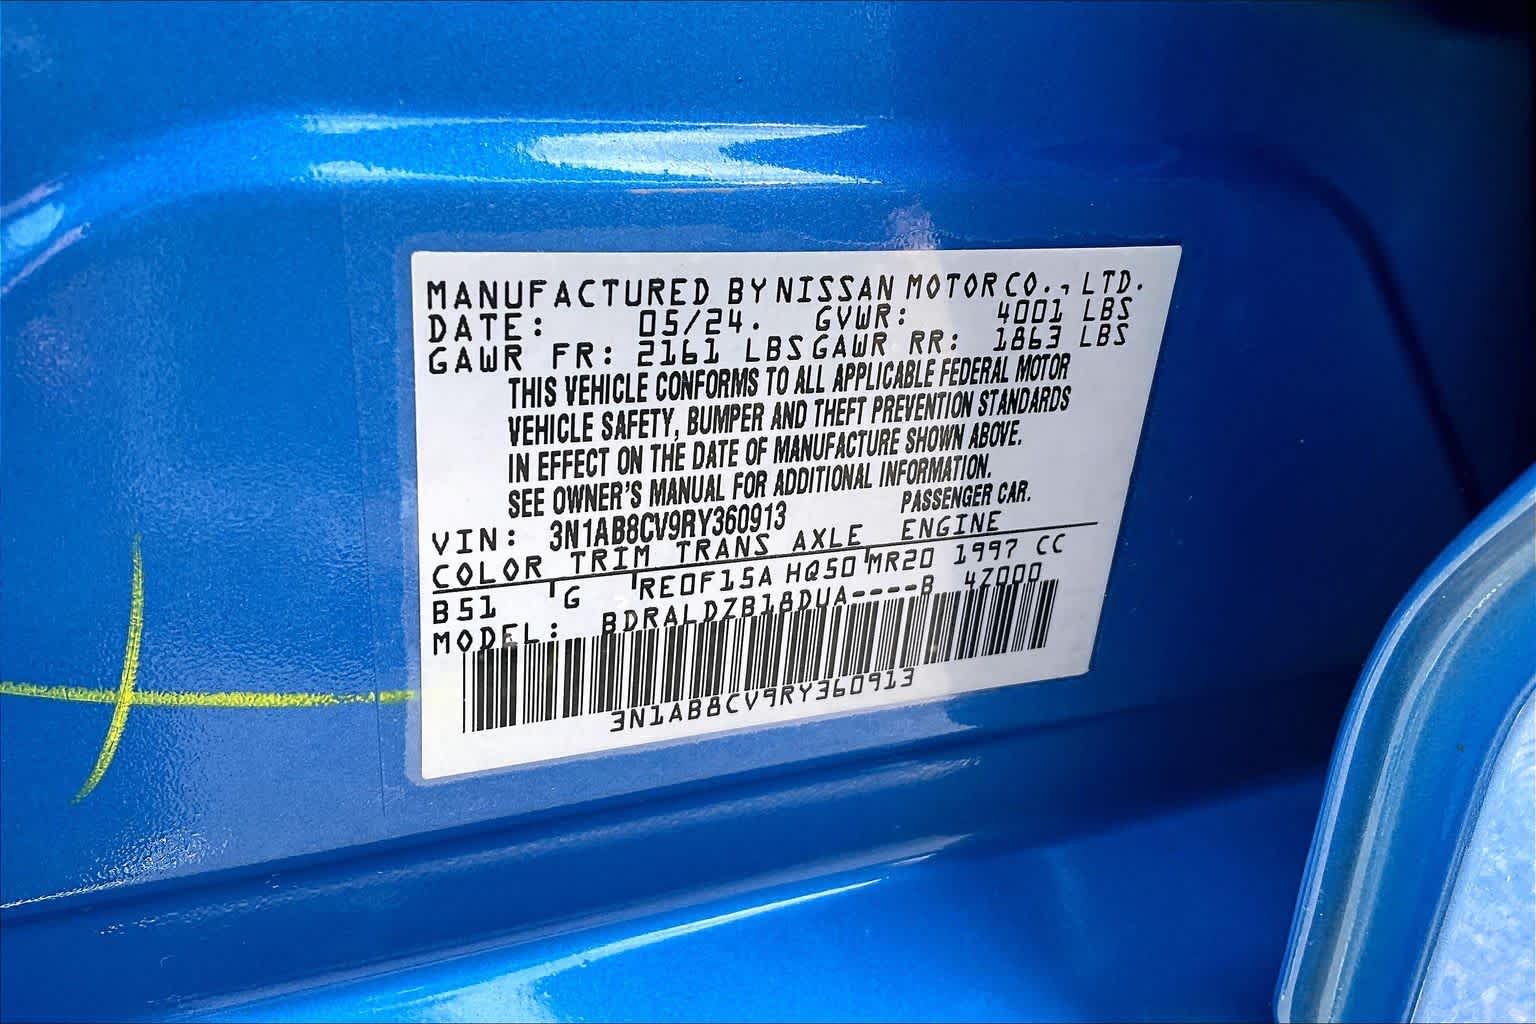 MANUFACTURED BY NISSAN MOTOR CO., LTD.
DATE: 05/24. GVWR: 4001 LBS
GAWR FR: 2161 LBS GAWR RR: 1863 LBS
THIS VEHICLE CONFORMS TO ALL APPLICABLE FEDERAL MOTOR
VEHICLE SAFETY, BUMPER AND THEFT PREVENTION STANDARDS
IN EFFECT ON THE DATE OF MANUFACTURE SHOWN ABOVE.
SEE OWNER'S MANUAL FOR ADDITIONAL INFORMATION.
VIN: 3N1AB8CV9RY360913 PASSENGER CAR.
COLOR TRIM TRANS AXLE ENGINE
B51 G RE0F15A HQ50 MR20 1997 CC
MODEL: BDRALDZB18DUA----B 4Z000
3N1AB8CV9RY360913